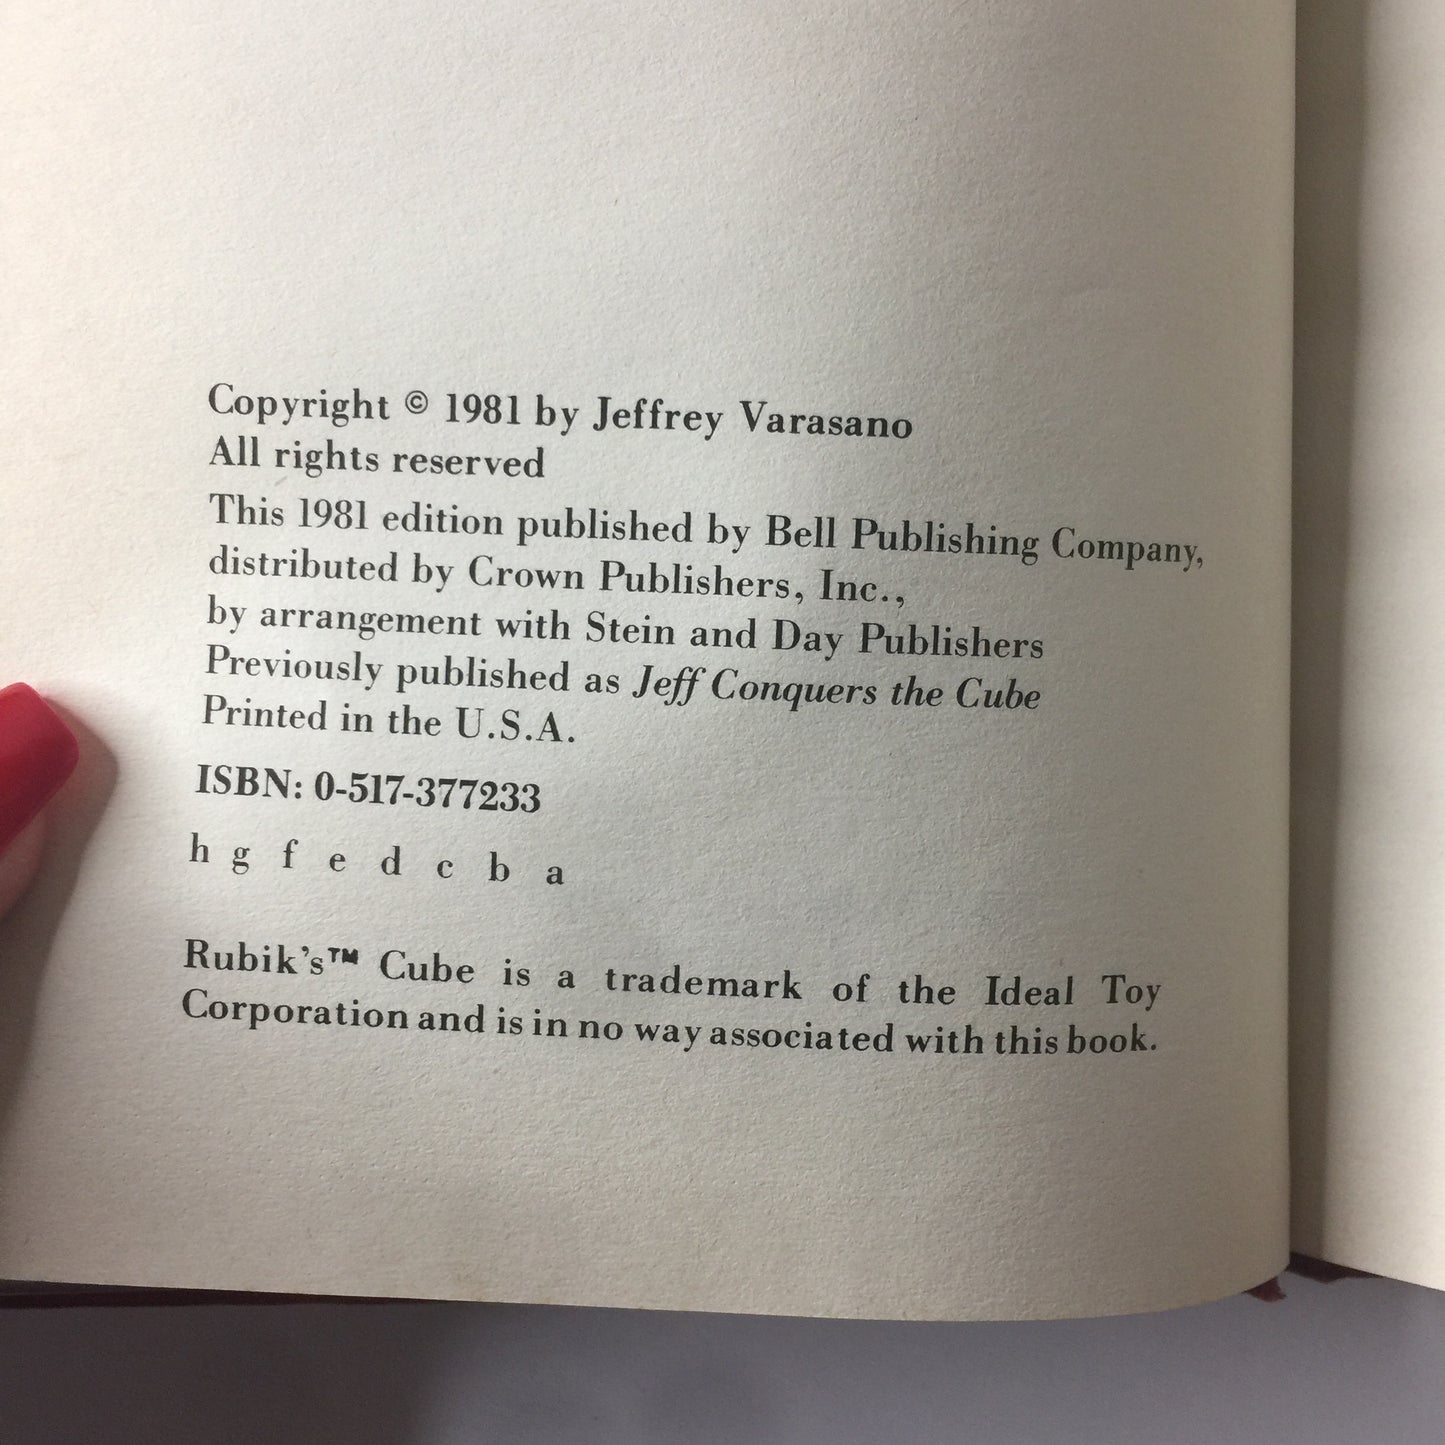 Copyright © 1981 by Jeffrey Varasano
All rights reserved
This 1981 edition published by Bell Publishing Company,
distributed by Crown Publishers, Inc.,
by arrangement with Stein and Day Publishers
Previously published as Jeff Conquers the Cube
Printed in the U.S.A.
ISBN: 0-517-377233
h g f e d c b a
Rubik's™ Cube is a trademark of the Ideal Toy
Corporation and is in no way associated with this book.